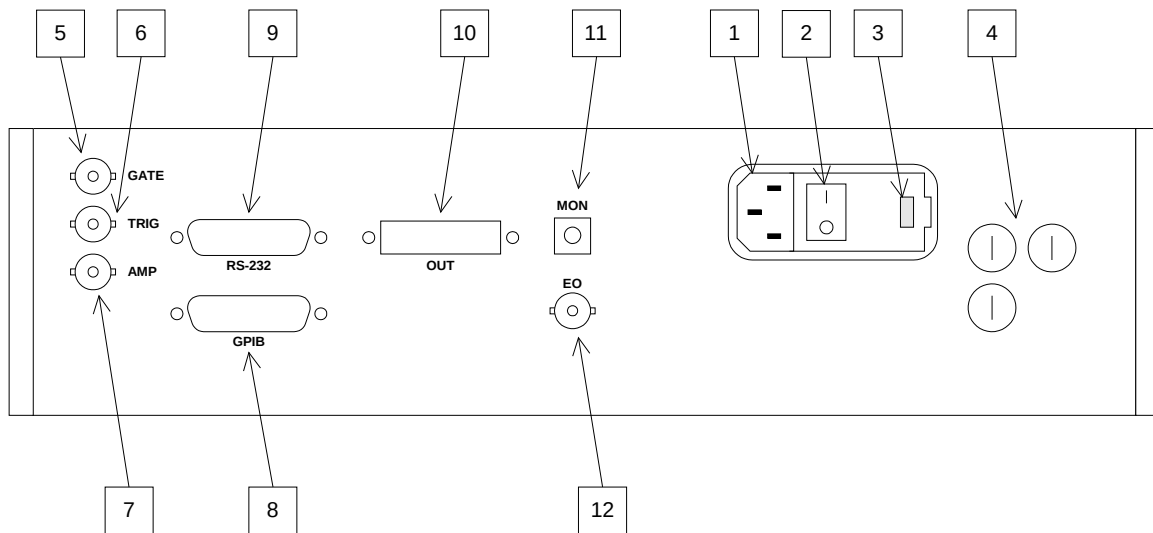 5 6 9 10 11 1 2 3 4
GATE
TRIG
AMP
RS-232
GPIB
OUT
MON
EO
7 8 12